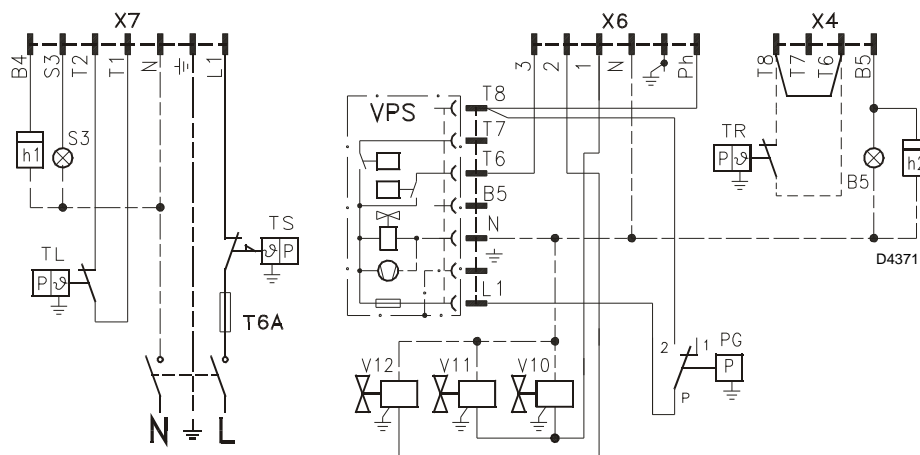 X7
B4 S3 T2 T1 N L1
h1
S3
TL
P ϑ
TS
ϑ P
T6A
N L
X6
3 2 1 N Ph
VPS
T8
T7
T6
B5
N
L1
V12 V11 V10
2 1 PG
P
P
X4
T8 T7 T6 B5
TR
P ϑ
B5
h2
D4371